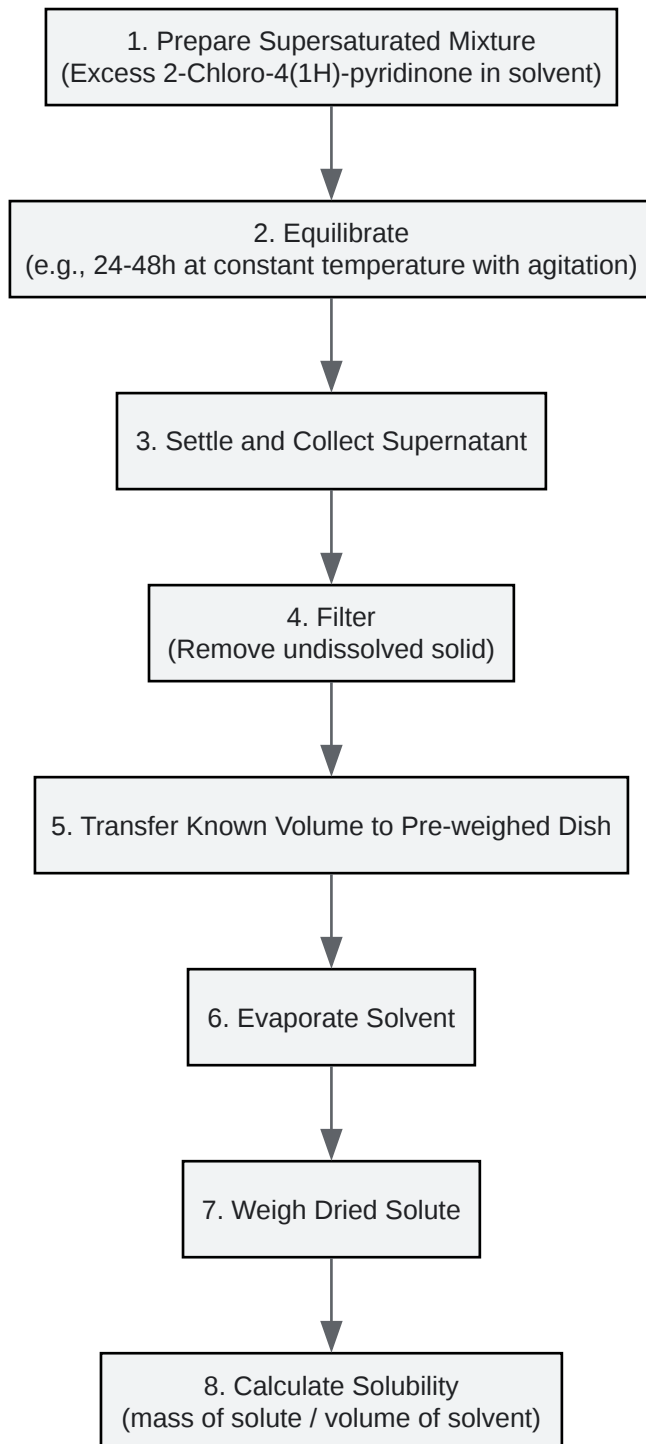 1. Prepare Supersaturated Mixture
(Excess 2-Chloro-4(1H)-pyridinone in solvent)
2. Equilibrate
(e.g., 24-48h at constant temperature with agitation)
3. Settle and Collect Supernatant
4. Filter
(Remove undissolved solid)
5. Transfer Known Volume to Pre-weighed Dish
6. Evaporate Solvent
7. Weigh Dried Solute
8. Calculate Solubility
(mass of solute / volume of solvent)